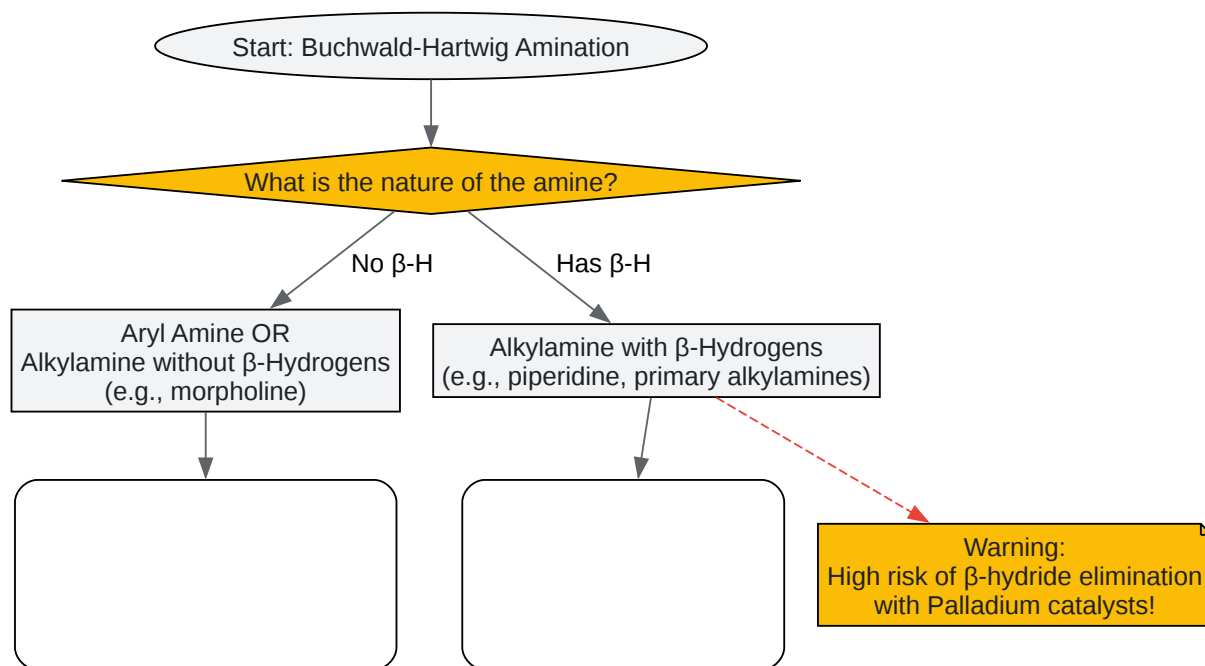 Start: Buchwald-Hartwig Amination
What is the nature of the amine?
No β-H
Has β-H
Aryl Amine OR
Alkylamine without β-Hydrogens
(e.g., morpholine)
Alkylamine with β-Hydrogens
(e.g., piperidine, primary alkylamines)
Warning:
High risk of β-hydride elimination
with Palladium catalysts!